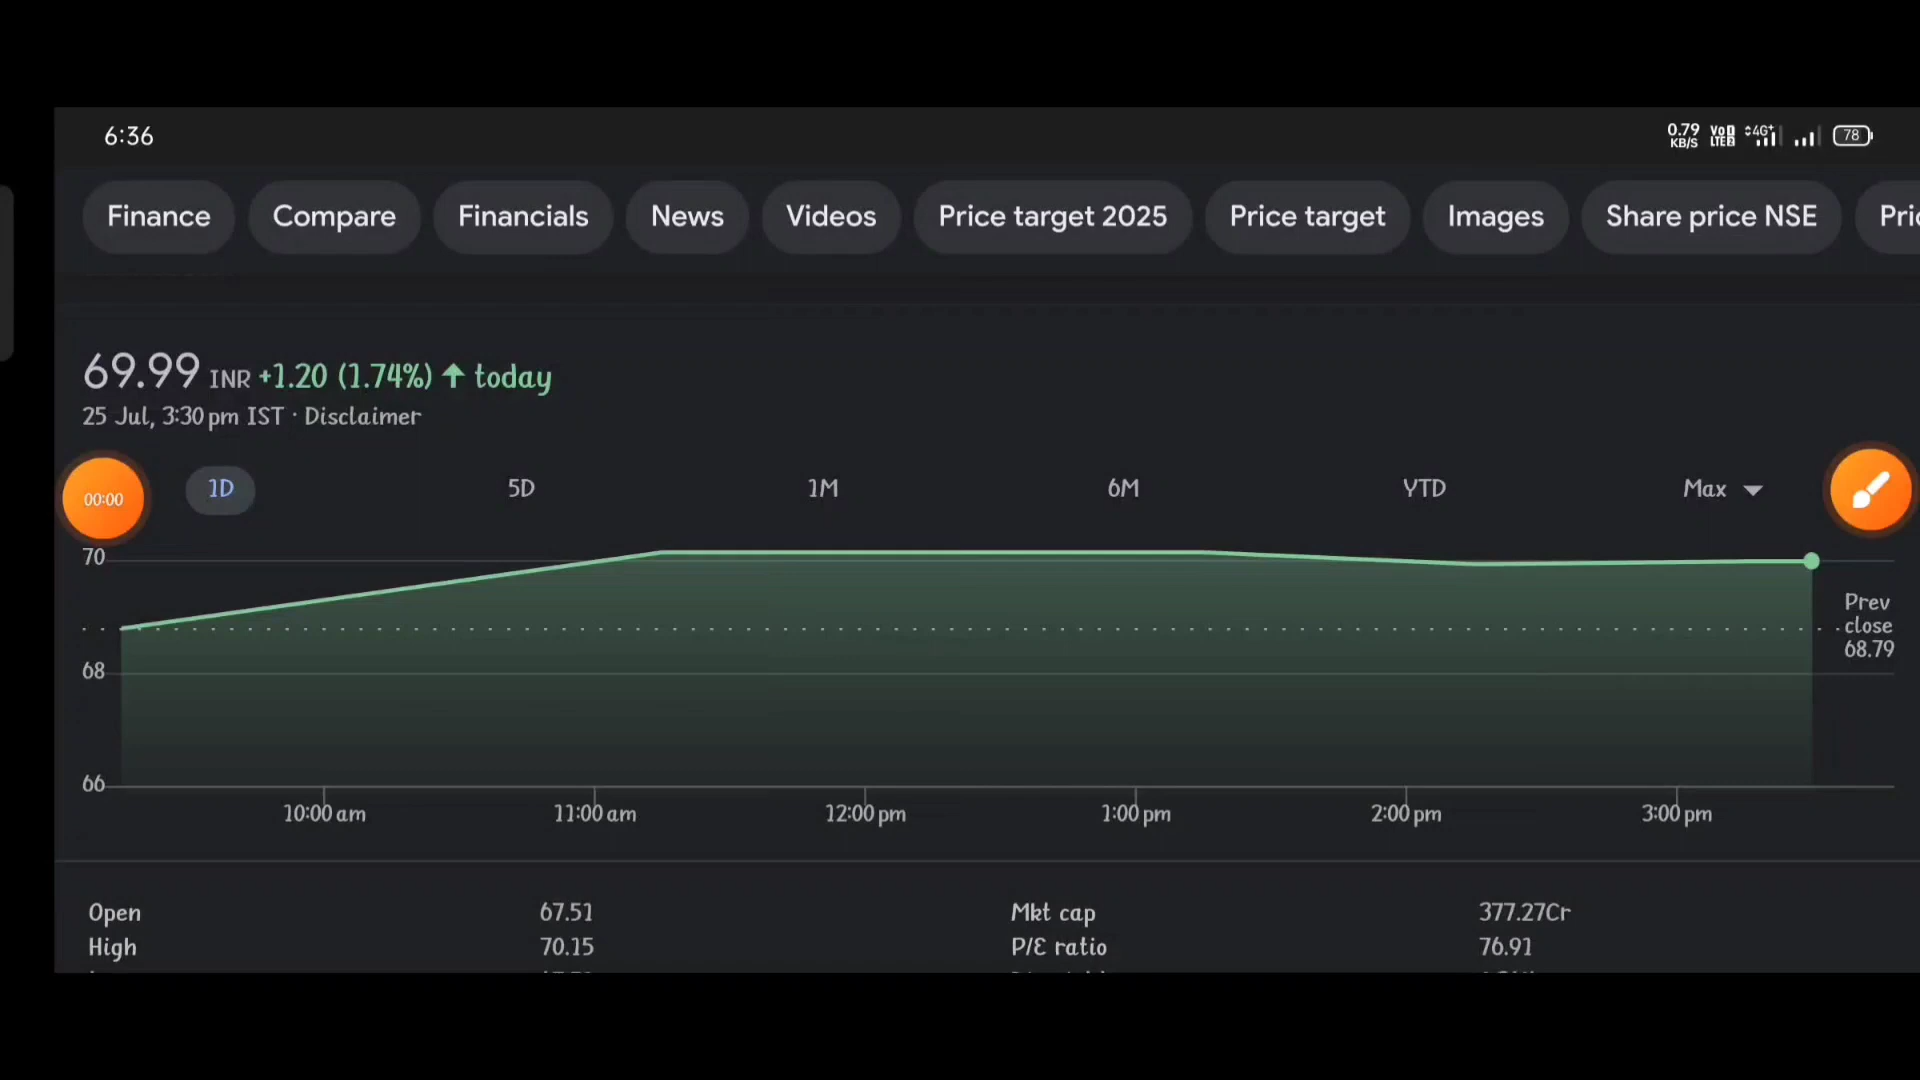 6:36
0.79 KB/S Vo LTE 4G+ 78
Finance Compare Financials News Videos Price target 2025 Price target Images Share price NSE
69.99 INR +1.20 (1.74%) ↑ today
25 Jul, 3:30 pm IST · Disclaimer
00:00 1D 5D 1M 6M YTD Max
70
68
66
Prev
close
68.79
10:00 am 11:00 am 12:00 pm 1:00 pm 2:00 pm 3:00 pm
Open 67.51 Mkt cap 377.27Cr
High 70.15 P/E ratio 76.91